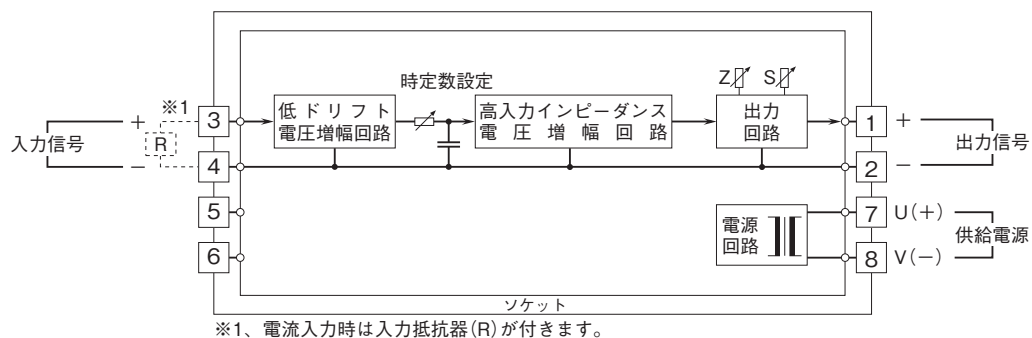 時定数設定
Z S
※1
3
低ドリフト
電圧増幅回路
高入力インピーダンス
電圧増幅回路
出力
回路
1
+
入力信号
+
R
−
4
2
−
出力信号
5
6
電源
回路
7
U(+)
8
V(−)
供給電源
ソケット
※1、電流入力時は入力抵抗器(R)が付きます。